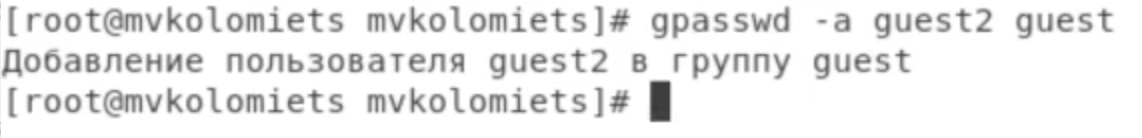 [root@mvkolomiets mvkolomiets]# gpasswd -a guest2 guest
Добавление пользователя guest2 в группу guest
[root@mvkolomiets mvkolomiets]#